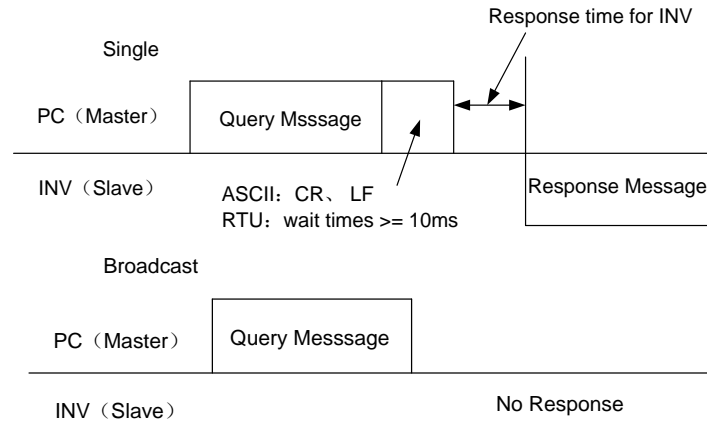 Response time for INV
Single
PC（Master）
Query Msssage
INV（Slave）
ASCII：CR、 LF
RTU：wait times >= 10ms
Response Message
Broadcast
PC（Master）
Query Messsage
INV（Slave）
No Response